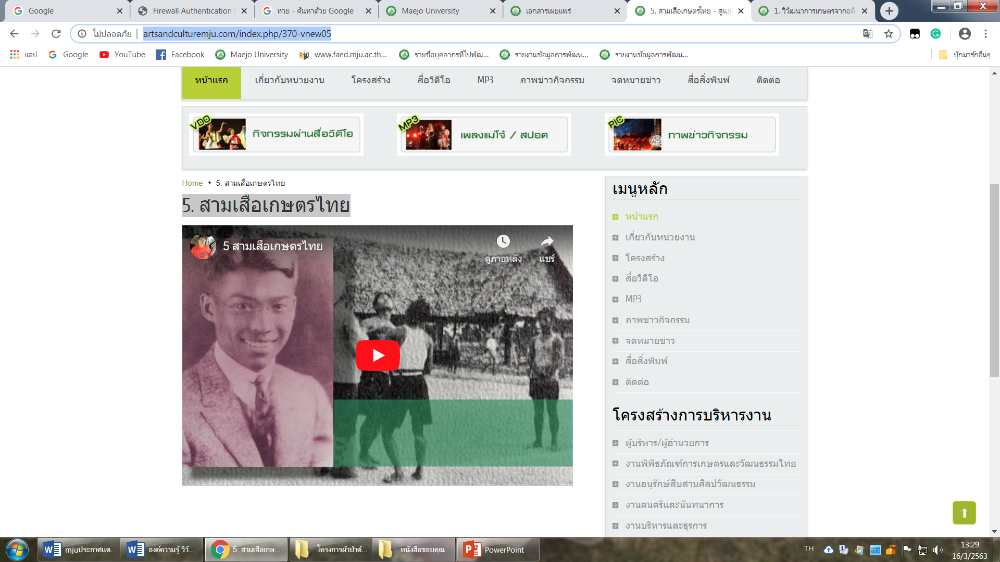 Google
Firewall Authentication
หวย - ค้นหาด้วย Google
Maejo University
เอกสารเผยแพร่
5. สามเสือเกษตรไทย - ศูนย์
1. วิวัฒนาการเกษตรจากอดี
ไม่ปลอดภัย
artsandculturemju.com/index.php/370-vnew05
แอป
Google
YouTube
Facebook
Maejo University
www.faed.mju.ac.th...
รายชื่อบุคลากรที่ไปพัฒ...
รายงานข้อมูลการพัฒน...
รายงานข้อมูลการพัฒน...
บุ๊กมาร์กอื่นๆ
หน้าแรก
เกี่ยวกับหน่วยงาน
โครงสร้าง
สื่อวิดีโอ
MP3
ภาพข่าวกิจกรรม
จดหมายข่าว
สื่อสิ่งพิมพ์
ติดต่อ
VDO
กิจกรรมผ่านสื่อวิดีโอ
MP3
เพลงแม่โจ้ / สปอต
PIC
ภาพข่าวกิจกรรม
Home
5. สามเสือเกษตรไทย
5. สามเสือเกษตรไทย
5 สามเสือเกษตรไทย
ดูภายหลัง
แชร์
เมนูหลัก
หน้าแรก
เกี่ยวกับหน่วยงาน
โครงสร้าง
สื่อวิดีโอ
MP3
ภาพข่าวกิจกรรม
จดหมายข่าว
สื่อสิ่งพิมพ์
ติดต่อ
โครงสร้างการบริหารงาน
ผู้บริหาร/ผู้อำนวยการ
งานพิพิธภัณฑ์การเกษตรและวัฒนธรรมไทย
งานอนุรักษ์สืบสานศิลปวัฒนธรรม
งานดนตรีและนันทนาการ
งานบริหารและธุรการ
mjuประกาศแต...
องค์ความรู้ วิวั...
5. สามเสือเกษ...
โครงการผ้าป่าต้...
หนังสือขอบคุณ
PowerPoint
TH
13:29
16/3/2563